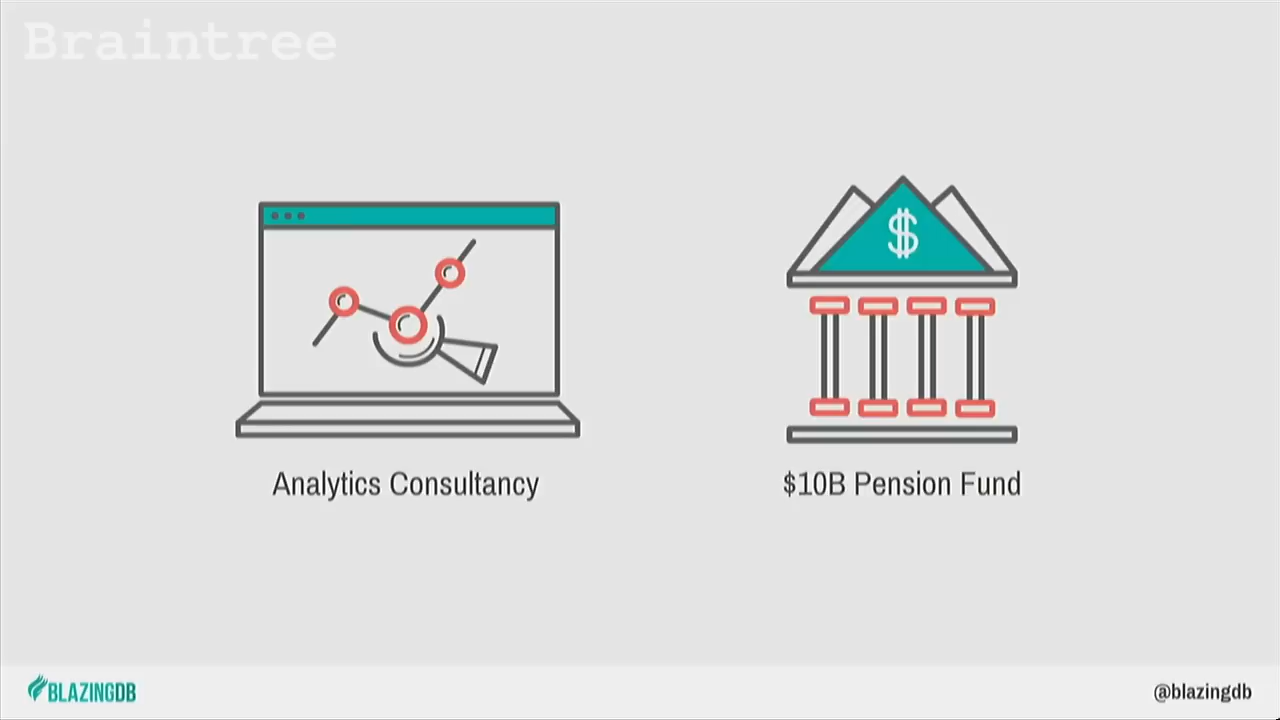 Braintree
$
Analytics Consultancy
$10B Pension Fund
BLAZINGDB
@blazingdb